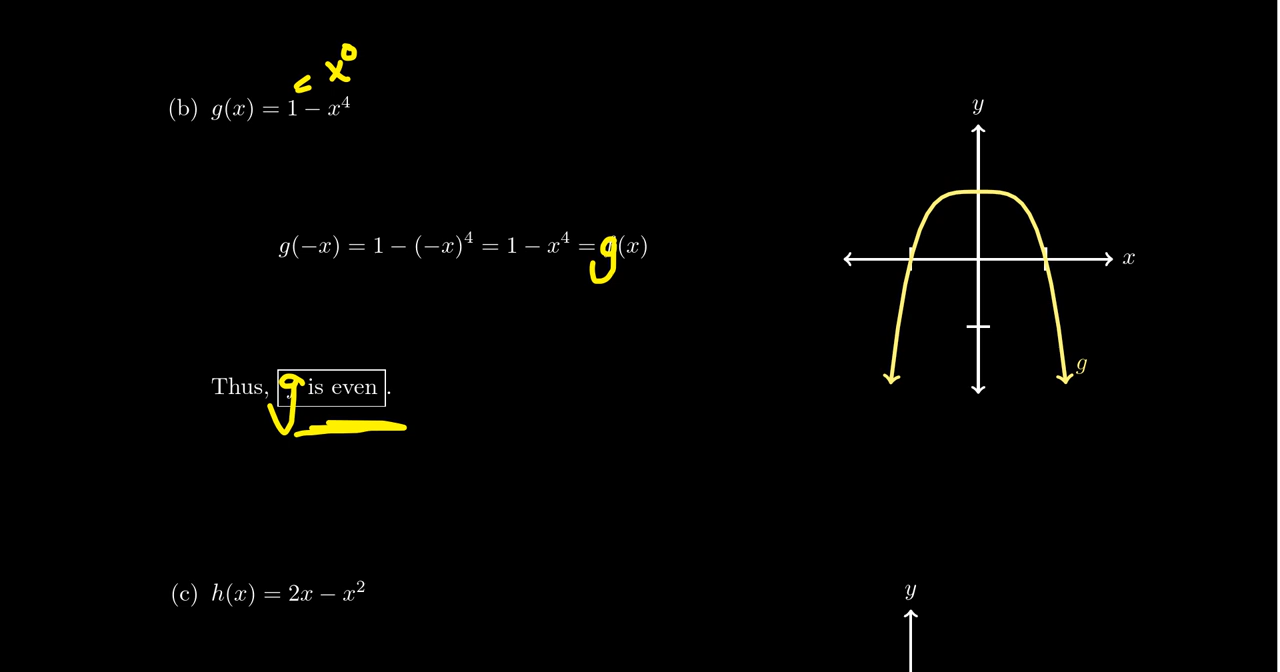 = x⁰
(b) g(x) = 1 − x⁴
y
g(−x) = 1 − (−x)⁴ = 1 − x⁴ = g(x)
x
g
Thus, g is even.
(c) h(x) = 2x − x²
y